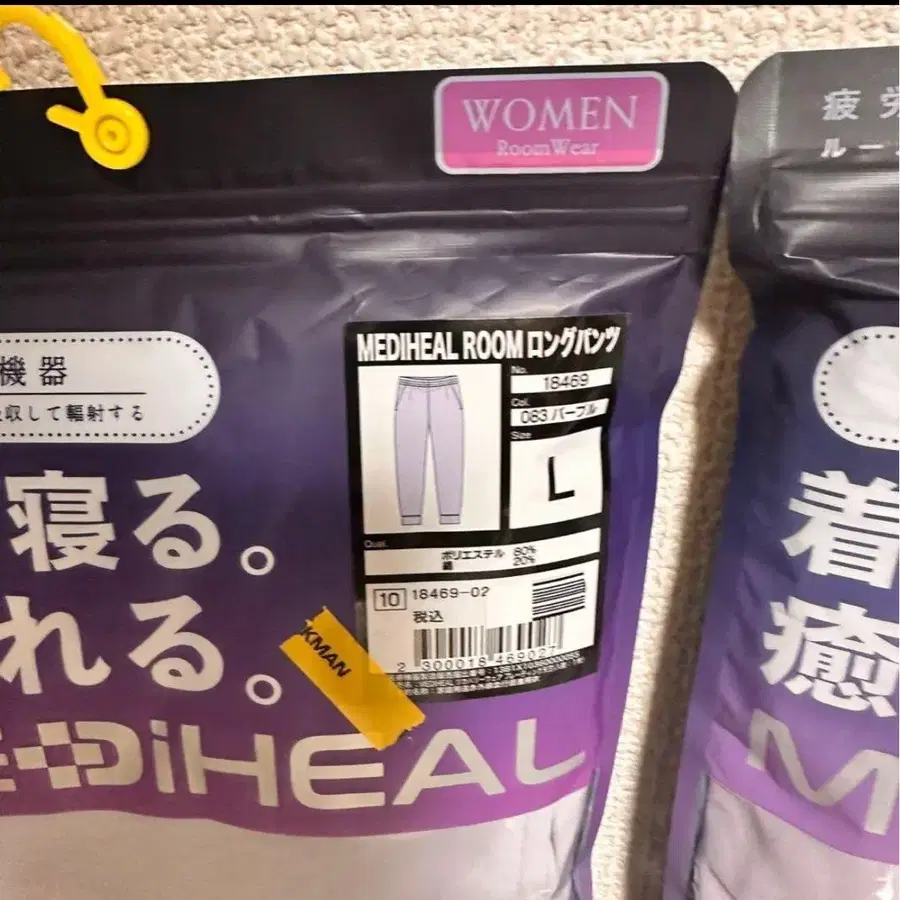 WOMEN
RoomWear
疲労
ルー
機器
収して輻射する
MEDIHEAL ROOM ロングパンツ
No.
18469
Col.
083 パープル
Size
L
Qual.
ポリエステル 80%
綿 20%
10 18469-02
税込
2 300018 469027
寝る。
れる。
KMAN
EDiHEAL
着
癒
M